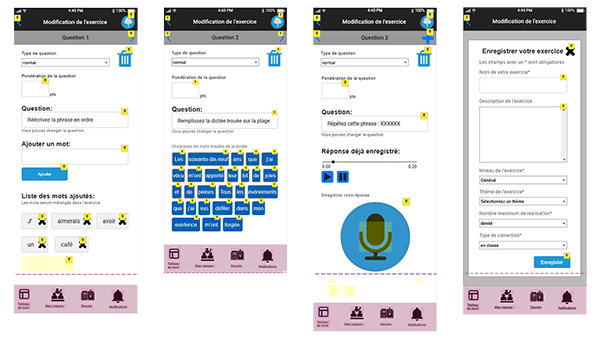 4:45 PM
Modification de l'exercice
Question 1
Type de question
normal
Pondération de la question
pts
Question:
Réécrivez la phrase en ordre
Vous pouvez changer la question
Ajouter un mot:
Ajouter
Liste des mots ajoutés:
Les mots seront mélangés dans l'exercice
J'
aimerais
avoir
un
café
Tableau de bord
Mes classes
Devoirs
Notifications
4:45 PM
Modification de l'exercice
Question 2
Type de question
normal
Pondération de la question
pts
Question:
Remplissez la dictée trouée sur la plage
Vous pouvez changer la question
Choisissez les mots troués de la dictée
Les soixante-dix-neuf ans que j'ai
vécu m'ont apporté leur lot de joies
et de peines. Tous les événements
que j'ai vus défiler dans mon
existence m'ont forgée.
Tableau de bord
Mes classes
Devoirs
Notifications
4:45 PM
Modification de l'exercice
Question 3
Type de question
normal
Pondération de la question
pts
Question:
Répétez cette phrase : XXXXXX
Vous pouvez changer la question
Réponse déjà enregistré:
0:00
0:20
Enregistrez votre réponse
Tableau de bord
Mes classes
Devoirs
Notifications
4:45 PM
Modification de l'exercice
Enregistrer votre exercice
Les champs avec un * sont obligatoires
Nom de votre exercice*
Description de l'exercice
Niveau de l'exercice*
Général
Thème de l'exercice*
Sélectionnez un thème
Nombre maximum de réalisation*
illimité
Type de correction*
en classe
Enregistrer